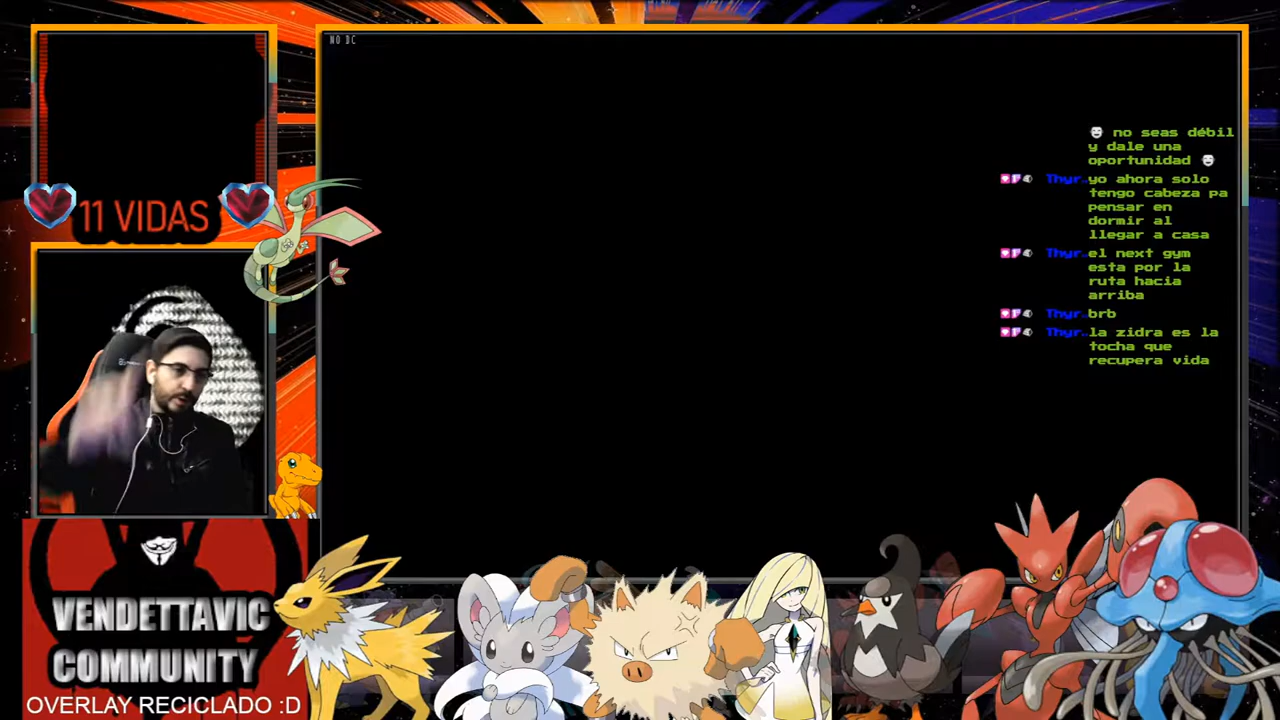 NO DC
no seas débil
y dale una
oportunidad
Thyr… yo ahora solo
tengo cabeza pa
pensar en
dormir al
llegar a casa
Thyr… el next gym
esta por la
ruta hacia
arriba
Thyr… brb
Thyr… la zidra es la
tocha que
recupera vida
11 VIDAS
VENDETTAVIC
COMMUNITY
OVERLAY RECICLADO :D